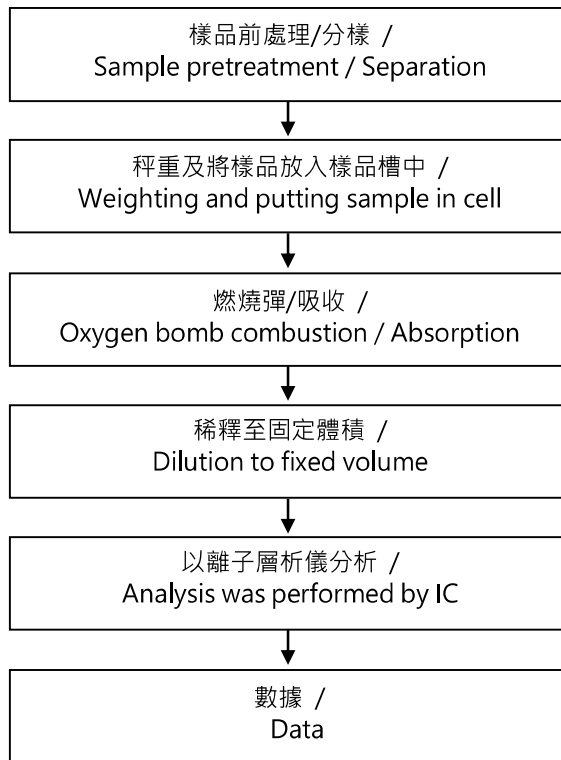 樣品前處理/分樣 /
Sample pretreatment / Separation
秤重及將樣品放入樣品槽中 /
Weighting and putting sample in cell
燃燒彈/吸收 /
Oxygen bomb combustion / Absorption
稀釋至固定體積 /
Dilution to fixed volume
以離子層析儀分析 /
Analysis was performed by IC
數據 /
Data